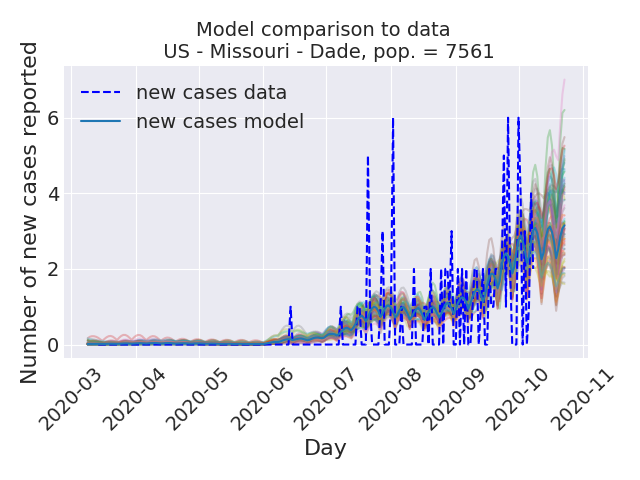 Model comparison to data
US - Missouri - Dade, pop. = 7561
Number of new cases reported
new cases data
new cases model
6
4
2
0
2020-03
2020-04
2020-05
2020-06
2020-07
2020-08
2020-09
2020-10
2020-11
Day